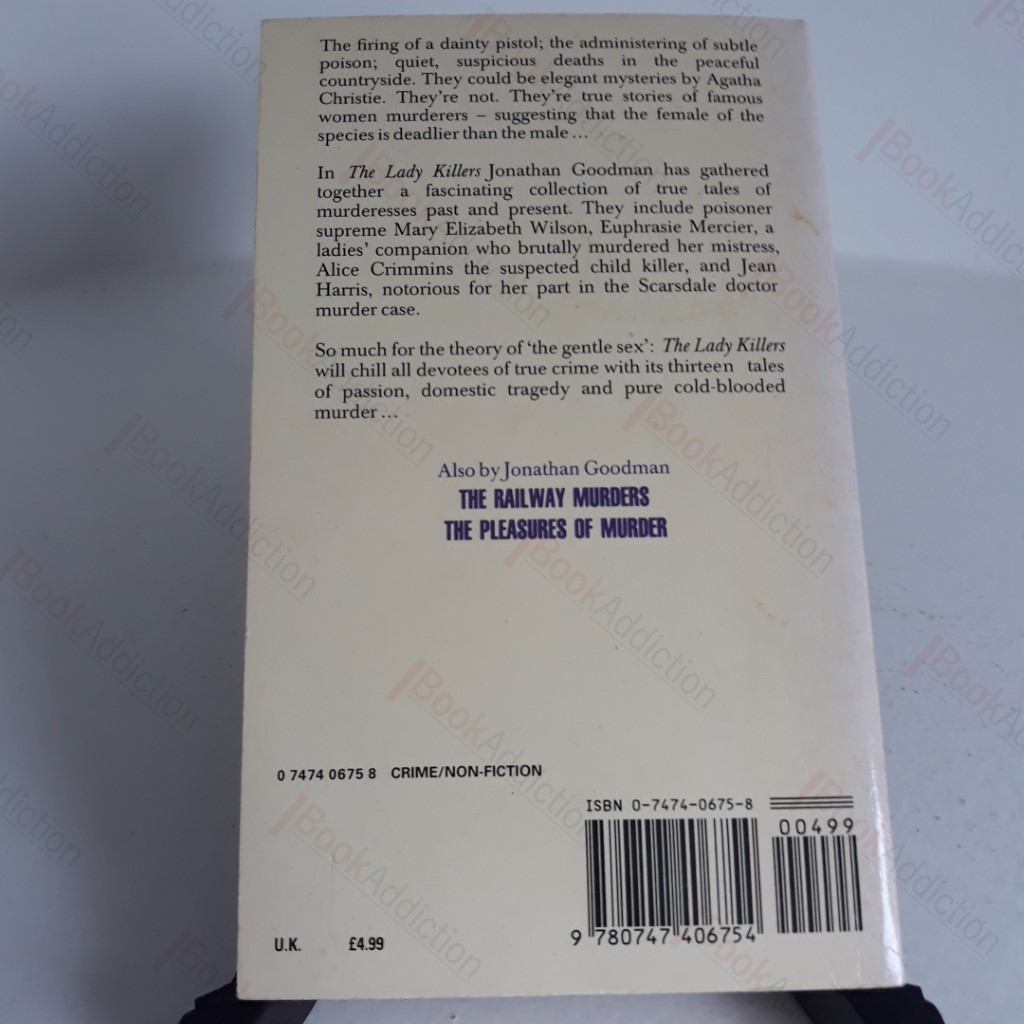 The firing of a dainty pistol; the administering of subtle
poison; quiet, suspicious deaths in the peaceful
countryside. They could be elegant mysteries by Agatha
Christie. They're not. They're true stories of famous
women murderers – suggesting that the female of the
species is deadlier than the male ...
In The Lady Killers Jonathan Goodman has gathered
together a fascinating collection of true tales of
murderesses past and present. They include poisoner
supreme Mary Elizabeth Wilson, Euphrasie Mercier, a
ladies' companion who brutally murdered her mistress,
Alice Crimmins the suspected child killer, and Jean
Harris, notorious for her part in the Scarsdale doctor
murder case.
So much for the theory of 'the gentle sex': The Lady Killers
will chill all devotees of true crime with its thirteen tales
of passion, domestic tragedy and pure cold-blooded
murder ...
Also by Jonathan Goodman
THE RAILWAY MURDERS
THE PLEASURES OF MURDER
0 7474 0675 8 CRIME/NON-FICTION
ISBN 0-7474-0675-8
00499
9 780747 406754
U.K. £4.99
BookAddiction